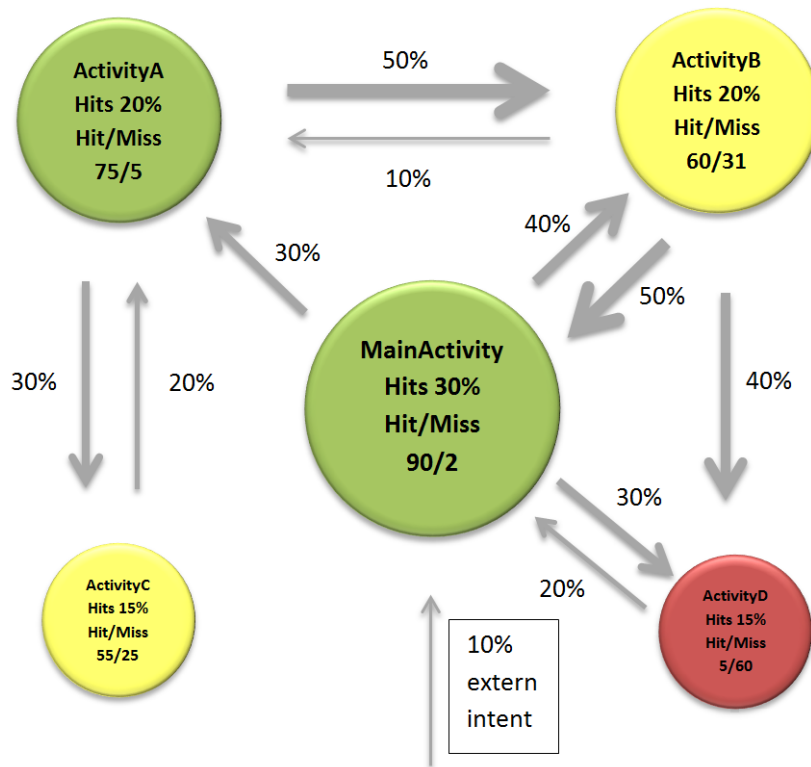 ActivityA
Hits 20%
Hit/Miss
75/5
50%
10%
ActivityB
Hits 20%
Hit/Miss
60/31
30%
40%
50%
MainActivity
Hits 30%
Hit/Miss
90/2
30%
20%
40%
30%
20%
ActivityC
Hits 15%
Hit/Miss
55/25
10%
extern
intent
ActivityD
Hits 15%
Hit/Miss
5/60